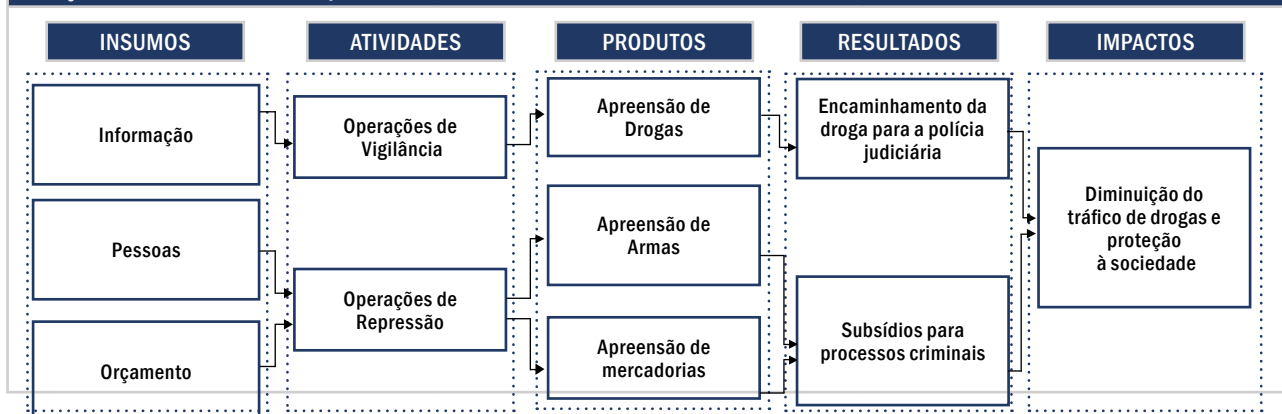 INSUMOS
ATIVIDADES
PRODUTOS
RESULTADOS
IMPACTOS
Informação
Pessoas
Orçamento
Operações de
Vigilância
Operações de
Repressão
Apreensão de
Drogas
Apreensão de
Armas
Apreensão de
mercadorias
Encaminhamento da
droga para a polícia
judiciária
Subsídios para
processos criminais
Diminuição do
tráfico de drogas e
proteção
à sociedade